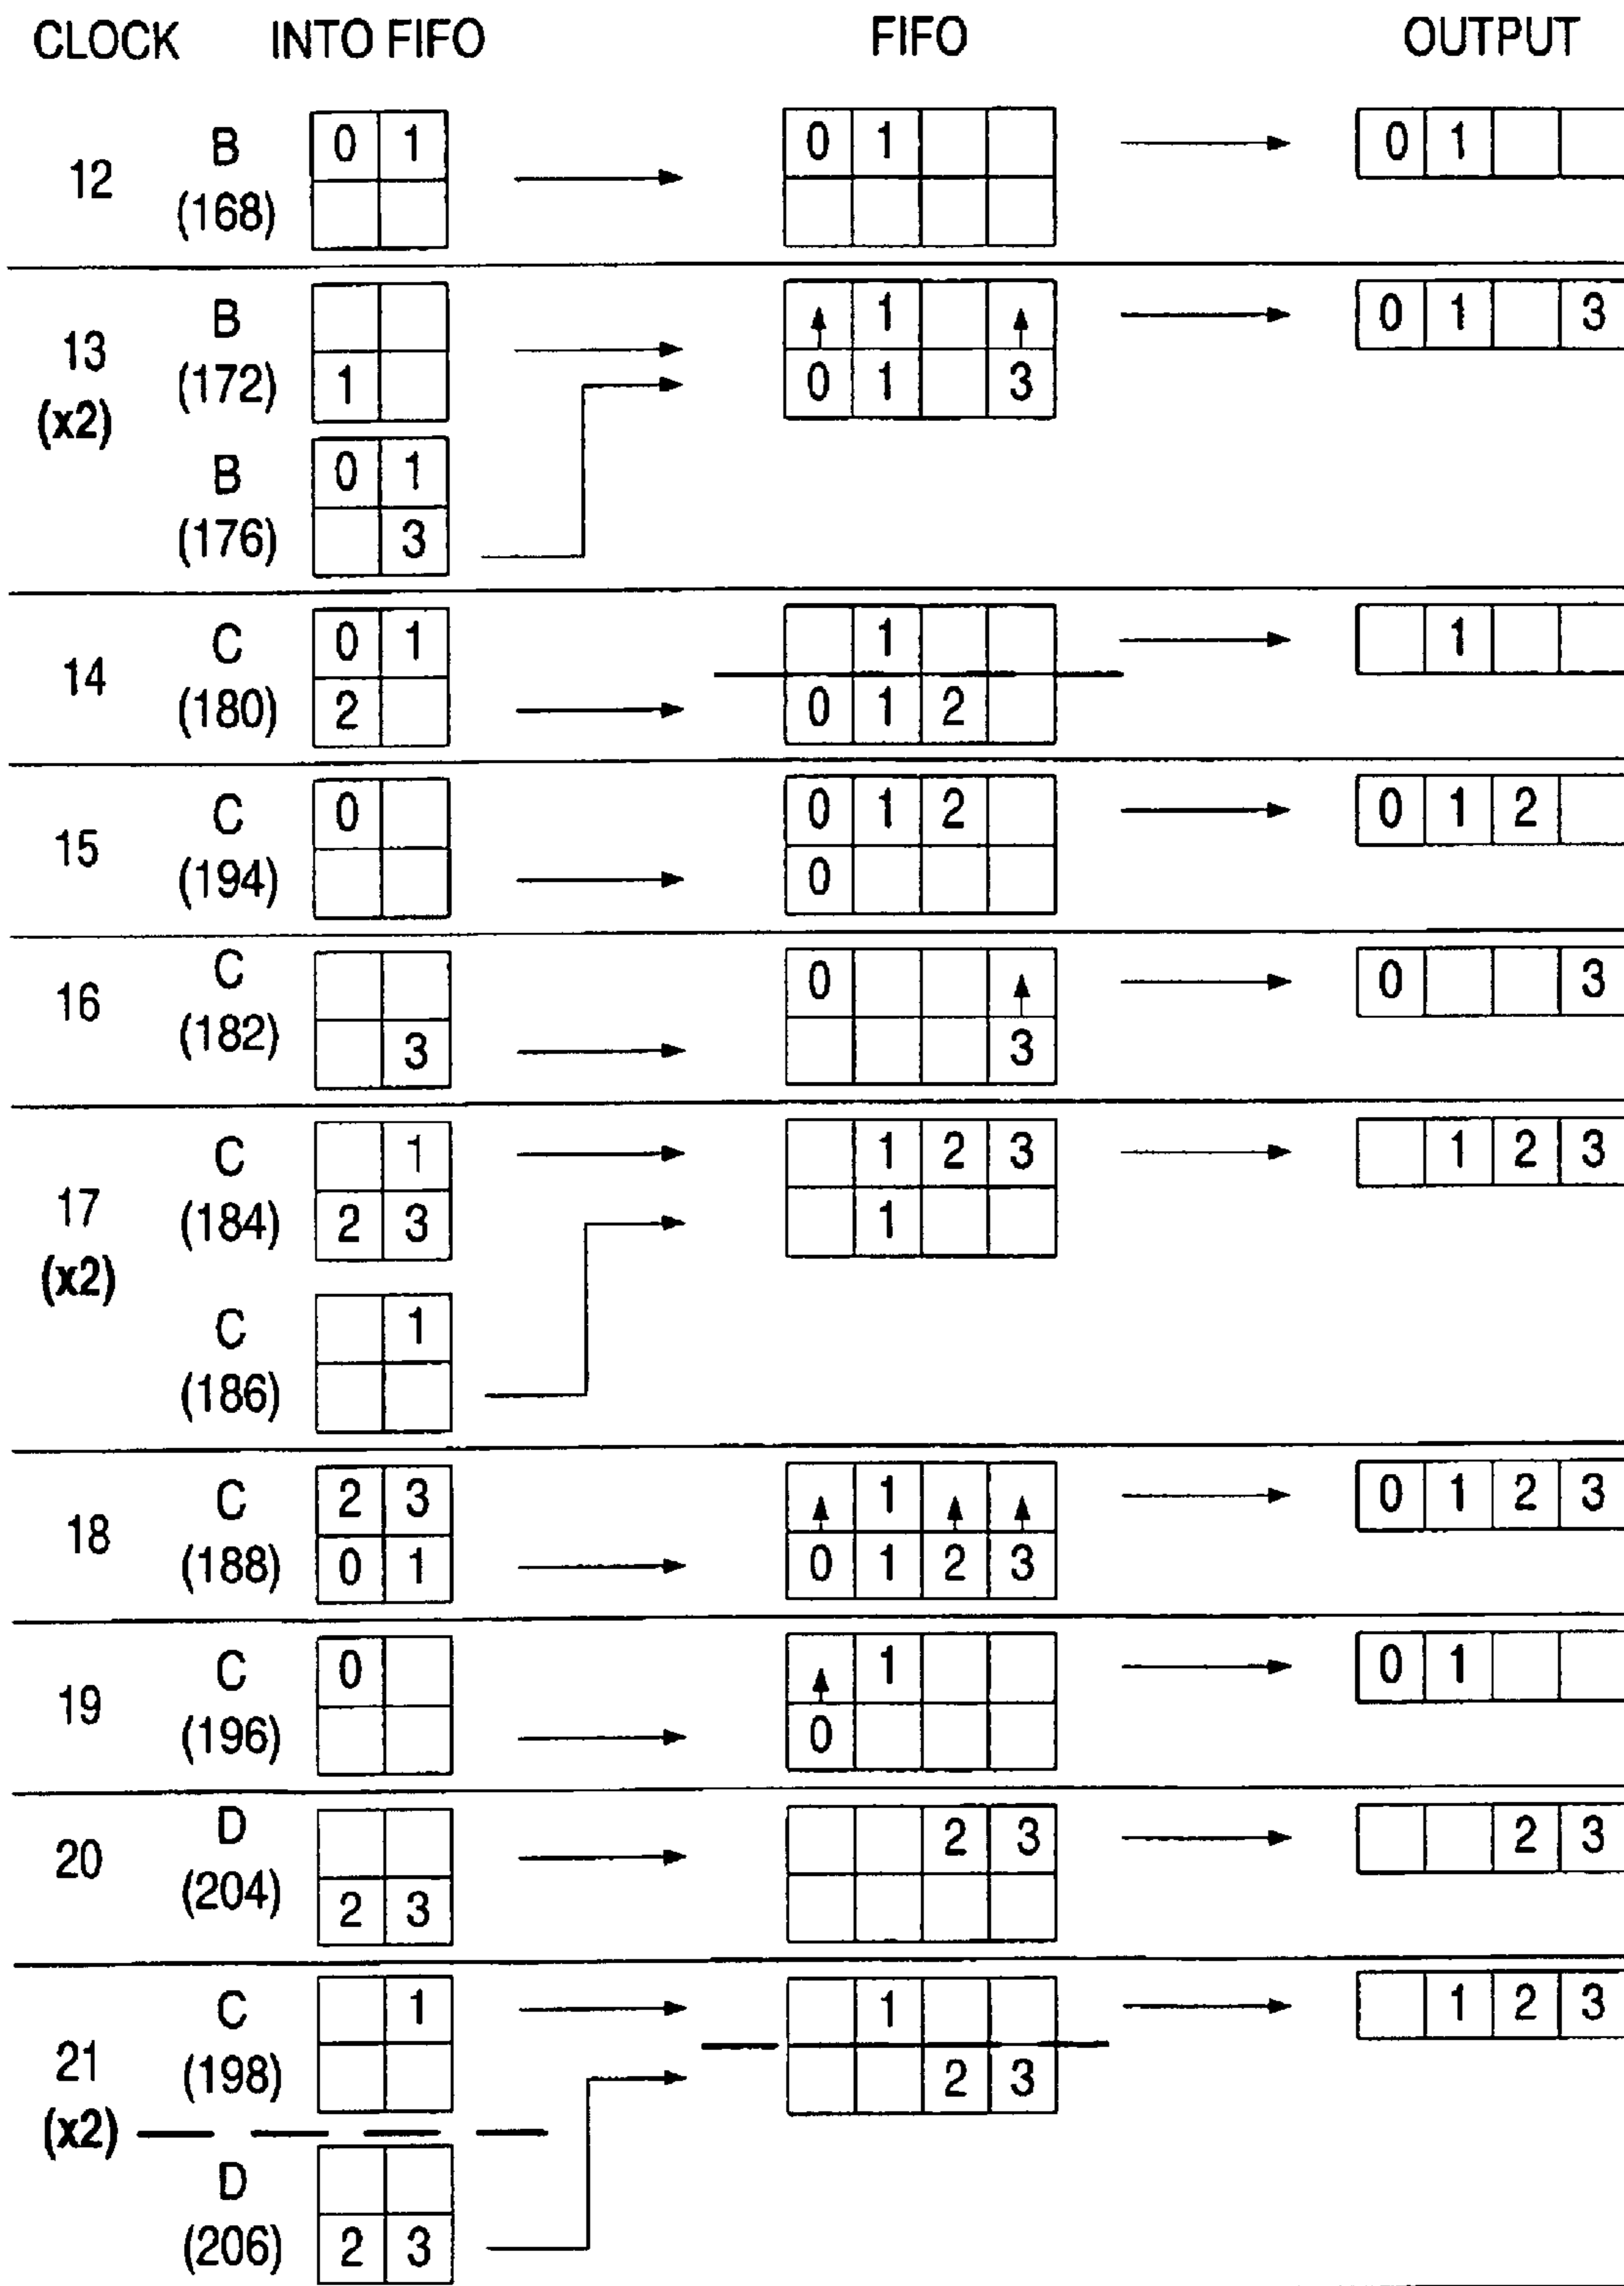 CLOCK INTO FIFO FIFO OUTPUT
12 B (168) 0 1 0 1 0 1
13 (x2) B (172) 1 1 0 1 3 0 1 3
B (176) 0 1 3
14 C (180) 0 1 2 1 0 1 2 1
15 C (194) 0 0 1 2 0 0 1 2
16 C (182) 3 0 3 0 3
17 (x2) C (184) 1 2 3 1 2 3 1 1 2 3
C (186) 1
18 C (188) 2 3 0 1 1 0 1 2 3 0 1 2 3
19 C (196) 0 1 0 0 1
20 D (204) 2 3 2 3 2 3
21 (x2) C (198) 1 1 2 3 1 2 3
D (206) 2 3